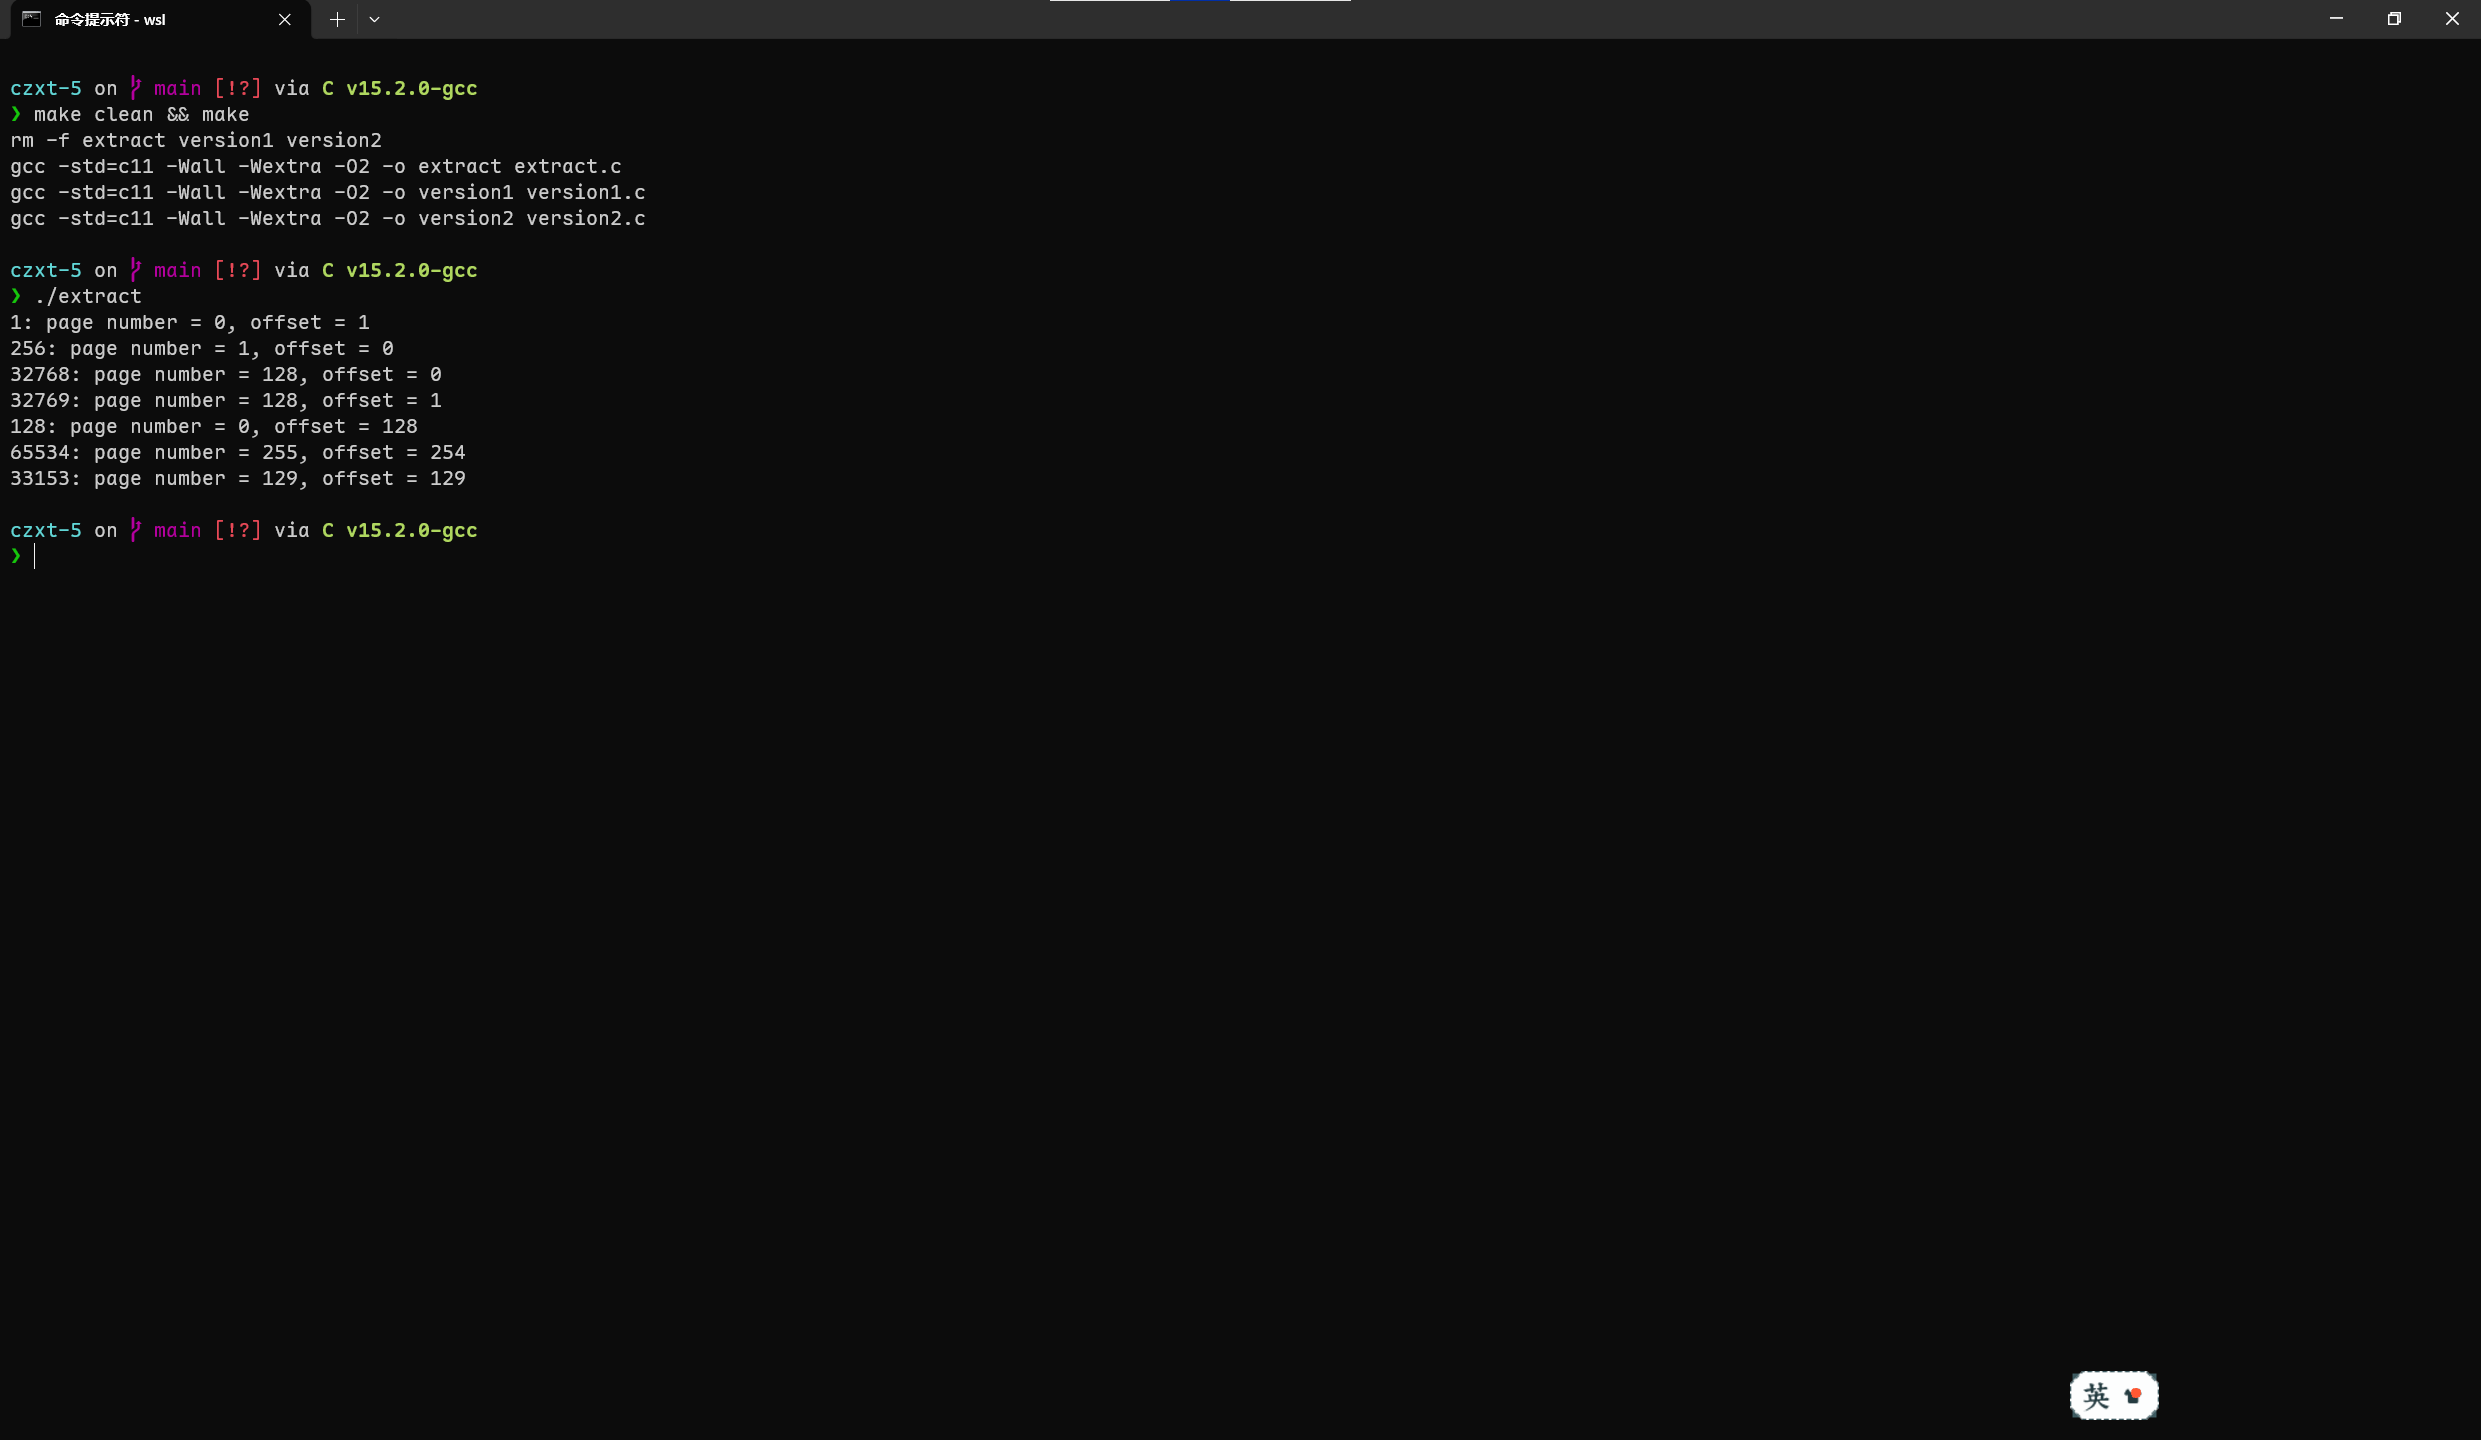 命令提示符 - wsl
czxt-5 on main [!?] via C v15.2.0-gcc
❯ make clean && make
rm -f extract version1 version2
gcc -std=c11 -Wall -Wextra -O2 -o extract extract.c
gcc -std=c11 -Wall -Wextra -O2 -o version1 version1.c
gcc -std=c11 -Wall -Wextra -O2 -o version2 version2.c
czxt-5 on main [!?] via C v15.2.0-gcc
❯ ./extract
1: page number = 0, offset = 1
256: page number = 1, offset = 0
32768: page number = 128, offset = 0
32769: page number = 128, offset = 1
128: page number = 0, offset = 128
65534: page number = 255, offset = 254
33153: page number = 129, offset = 129
czxt-5 on main [!?] via C v15.2.0-gcc
❯
英